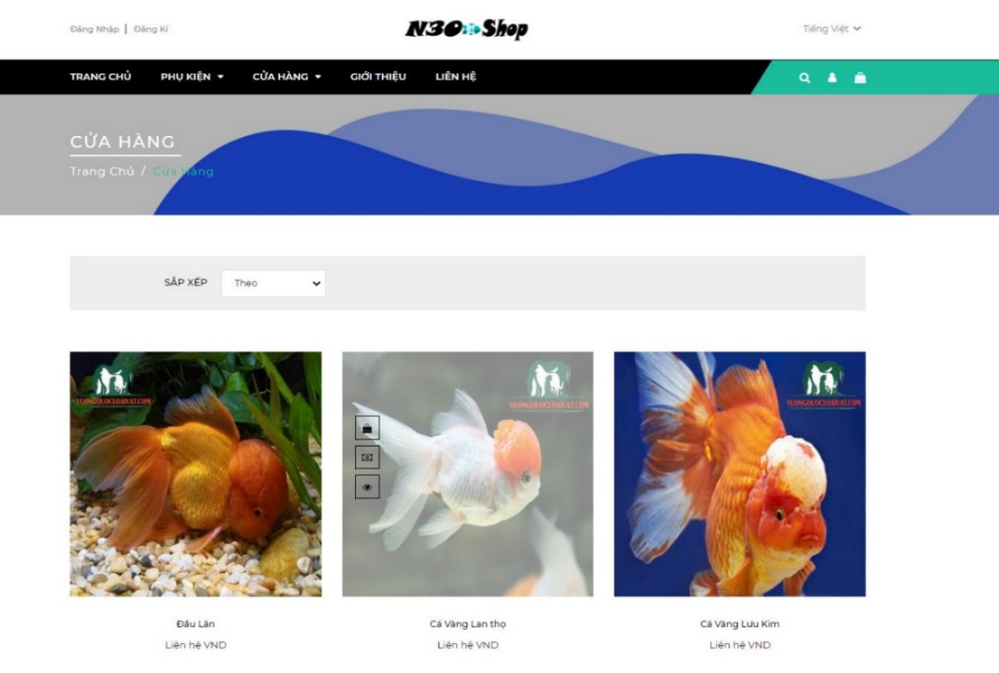 Đăng Nhập | Đăng Kí
N3O Shop
Tiếng Việt
TRANG CHỦ PHỤ KIỆN CỬA HÀNG GIỚI THIỆU LIÊN HỆ
CỬA HÀNG
Trang Chủ / Cửa Hàng
SẮP XẾP Theo
VUONGQUOCLOAIVAT.COM
VUONGQUOCLOAIVAT.COM
VUONGQUOCLOAIVAT.COM
Đầu Lân
Liên hệ VND
Cá Vàng Lan thọ
Liên hệ VND
Cá Vàng Lưu Kim
Liên hệ VND